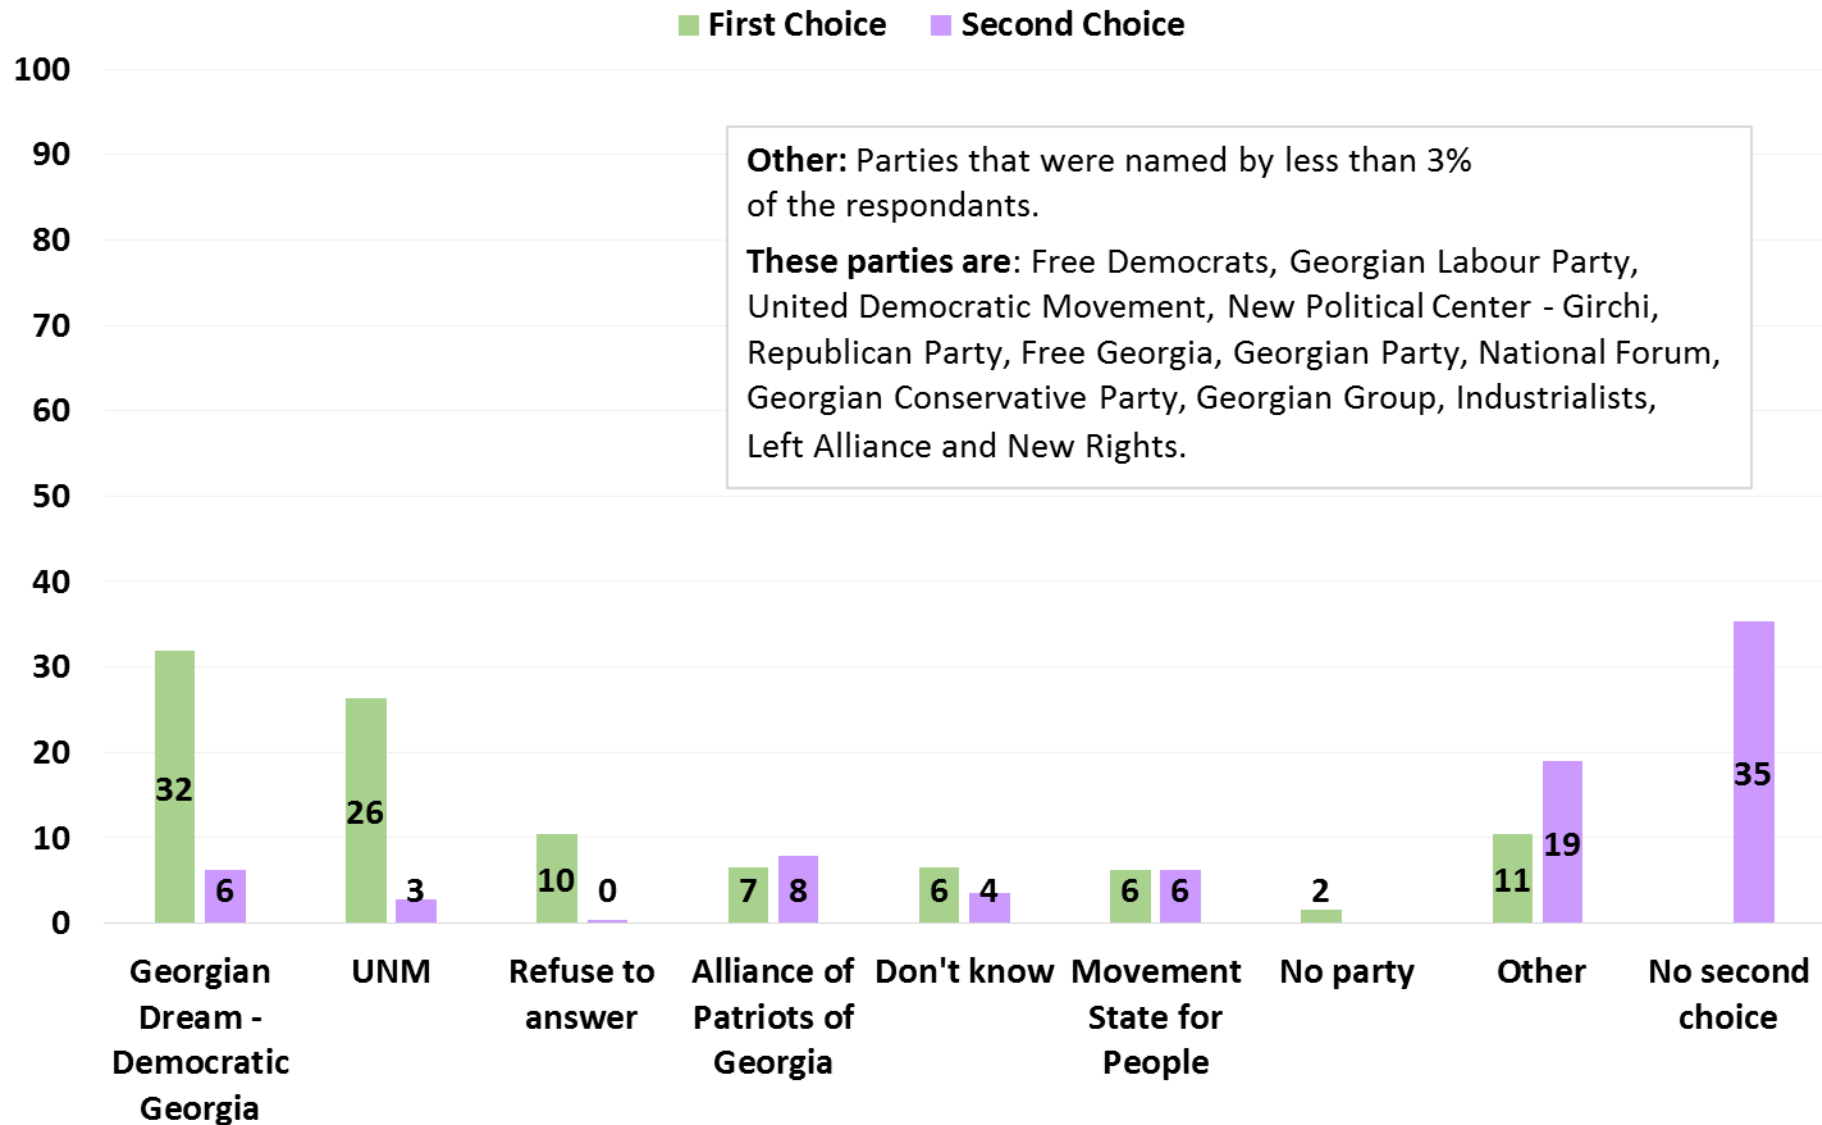 First Choice Second Choice
100
90
80
70
60
50
40
30
20
10
0
Other: Parties that were named by less than 3%
of the respondants.
These parties are: Free Democrats, Georgian Labour Party,
United Democratic Movement, New Political Center - Girchi,
Republican Party, Free Georgia, Georgian Party, National Forum,
Georgian Conservative Party, Georgian Group, Industrialists,
Left Alliance and New Rights.
32 6
26 3
10 0
7 8
6 4
6 6
2
11 19
35
Georgian
Dream -
Democratic
Georgia
UNM
Refuse to
answer
Alliance of
Patriots of
Georgia
Don't know
Movement
State for
People
No party
Other
No second
choice